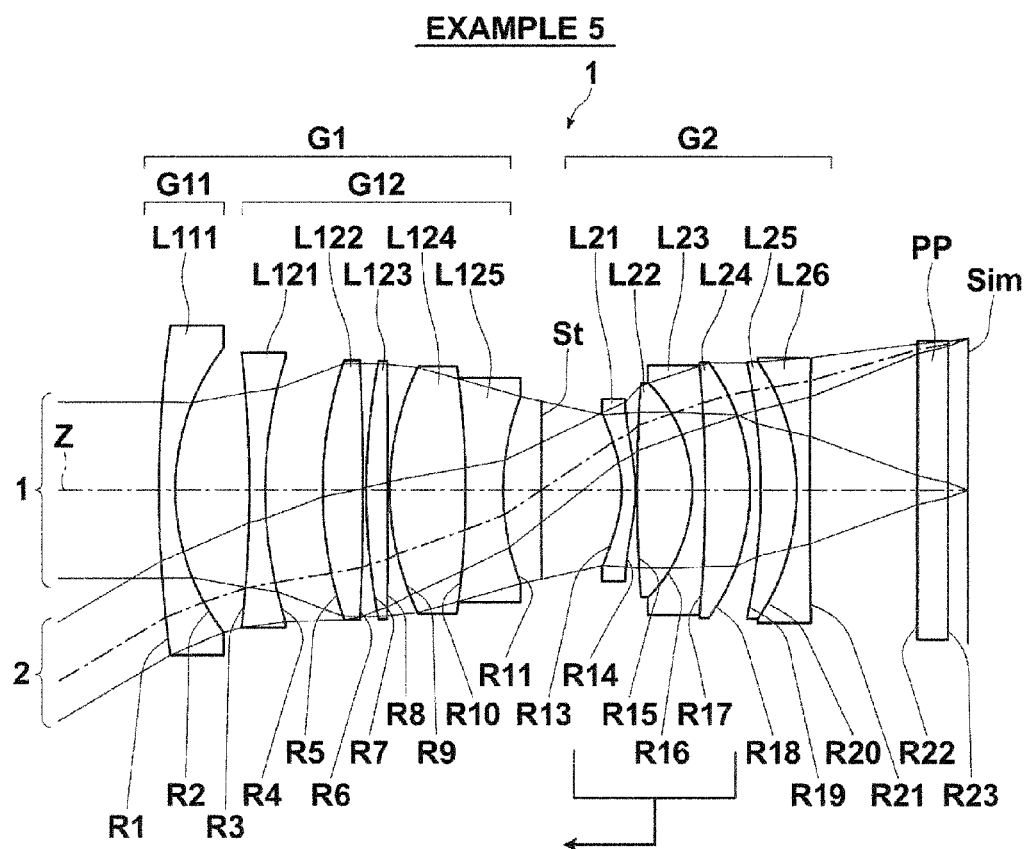 EXAMPLE 5
1
G1 G2
G11 G12
L111 L122 L124 L21 L23 L25 PP
L121 L123 L125 L22 L24 L26 Sim
St
Z
1
2
R11 R14
R8 R10 R13 R15 R17
R5 R7 R9 R16 R18 R20 R22
R2 R4 R6 R19 R21 R23
R1 R3